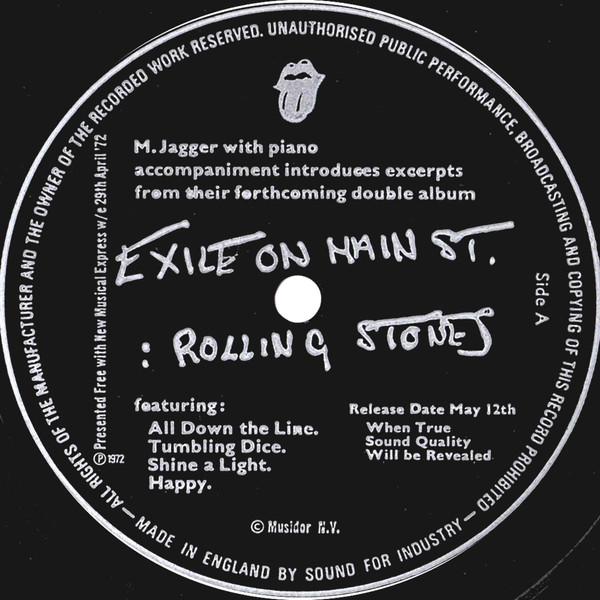 ALL RIGHTS OF THE MANUFACTURER AND THE OWNER OF THE RECORDED WORK RESERVED. UNAUTHORISED PUBLIC PERFORMANCE, BROADCASTING AND COPYING OF THIS RECORD PROHIBITED —
— MADE IN ENGLAND BY SOUND FOR INDUSTRY —
℗ 1972 Presented Free with New Musical Express w/e 29th April '72
M. Jagger with piano
accompaniment introduces excerpts
from their forthcoming double album
EXILE ON MAIN ST.
Side A
: ROLLING STONES
featuring:
All Down the Line.
Tumbling Dice.
Shine a Light.
Happy.
Release Date May 12th
When True
Sound Quality
Will be Revealed
© Musidor N.V.